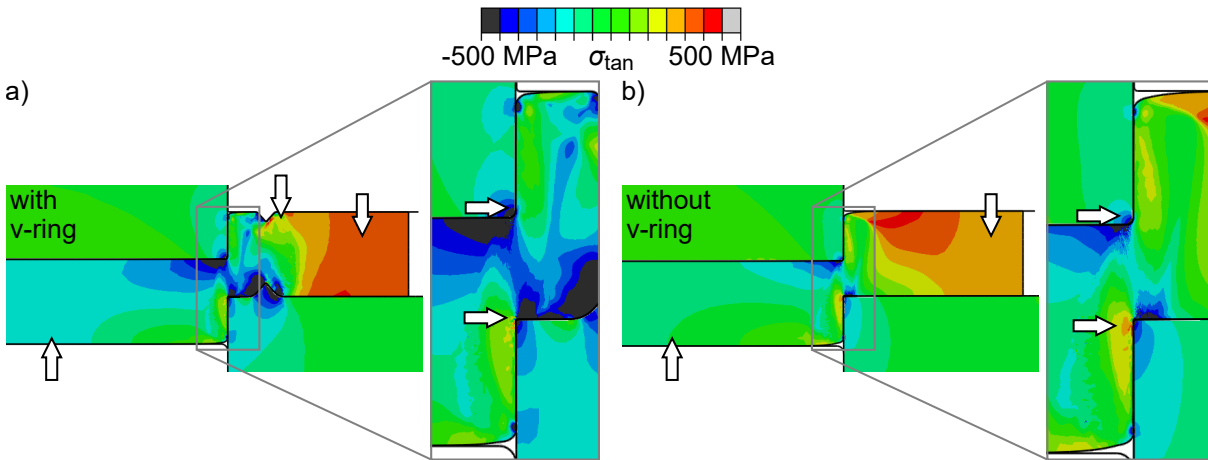 -500 MPa σtan 500 MPa
a)
b)
with
v-ring
without
v-ring